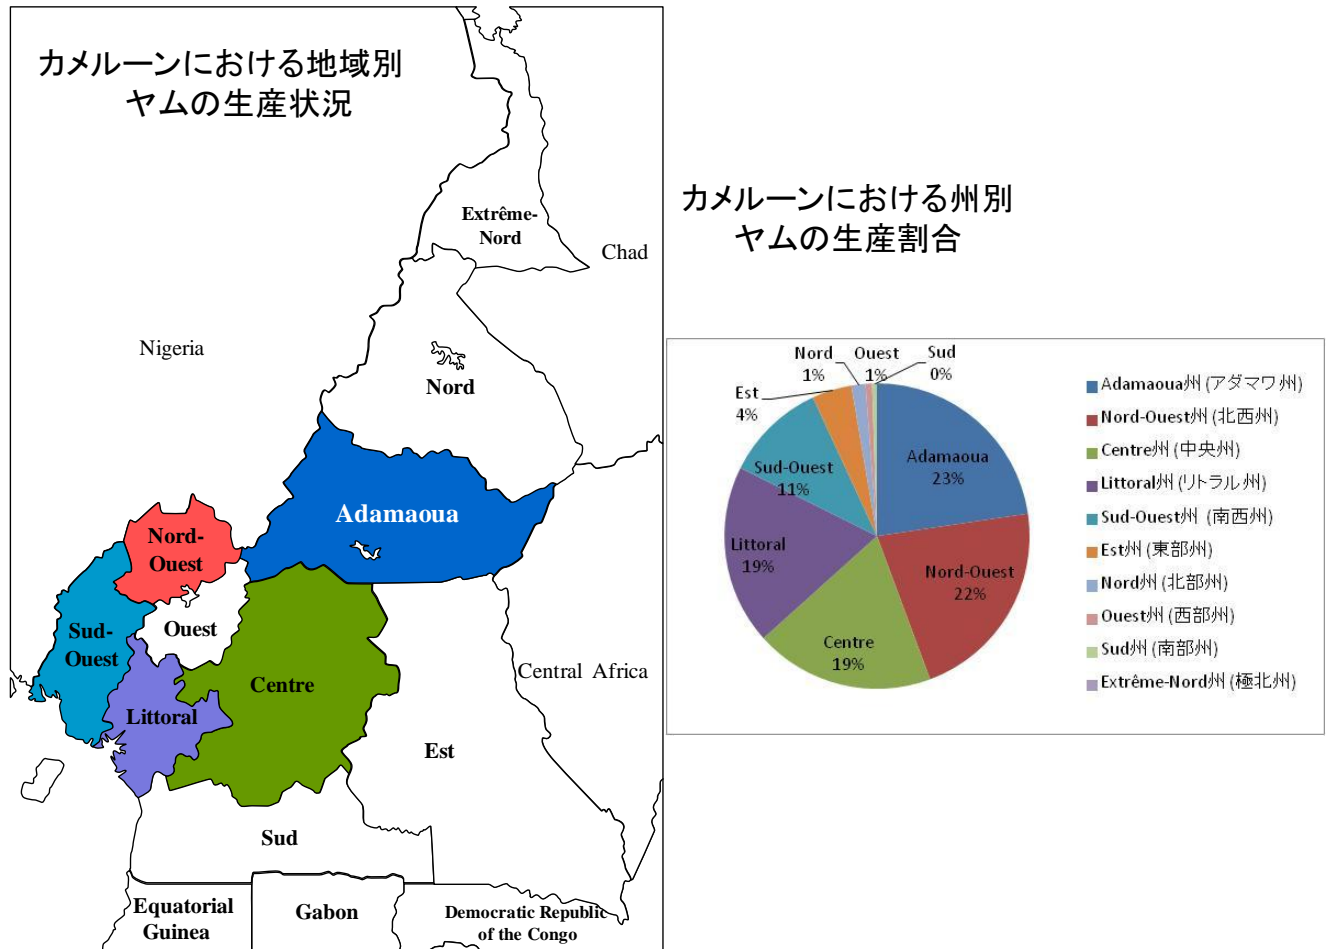 カメルーンにおける地域別
ヤムの生産状況
Extrême-
Nord
Chad
Nigeria
Nord
Adamaoua
Nord-
Ouest
Ouest
Sud-
Ouest
Centre
Central Africa
Littoral
Est
Sud
Equatorial
Guinea
Gabon
Democratic Republic
of the Congo
カメルーンにおける州別
ヤムの生産割合
Nord
1%
Ouest
1%
Sud
0%
Est
4%
Sud-Ouest
11%
Adamaoua
23%
Littoral
19%
Nord-Ouest
22%
Centre
19%
Adamaoua州 (アダマワ州)
Nord-Ouest州 (北西州)
Centre州 (中央州)
Littoral州 (リトラル州)
Sud-Ouest州 (南西州)
Est州 (東部州)
Nord州 (北部州)
Ouest州 (西部州)
Sud州 (南部州)
Extrême-Nord州 (極北州)